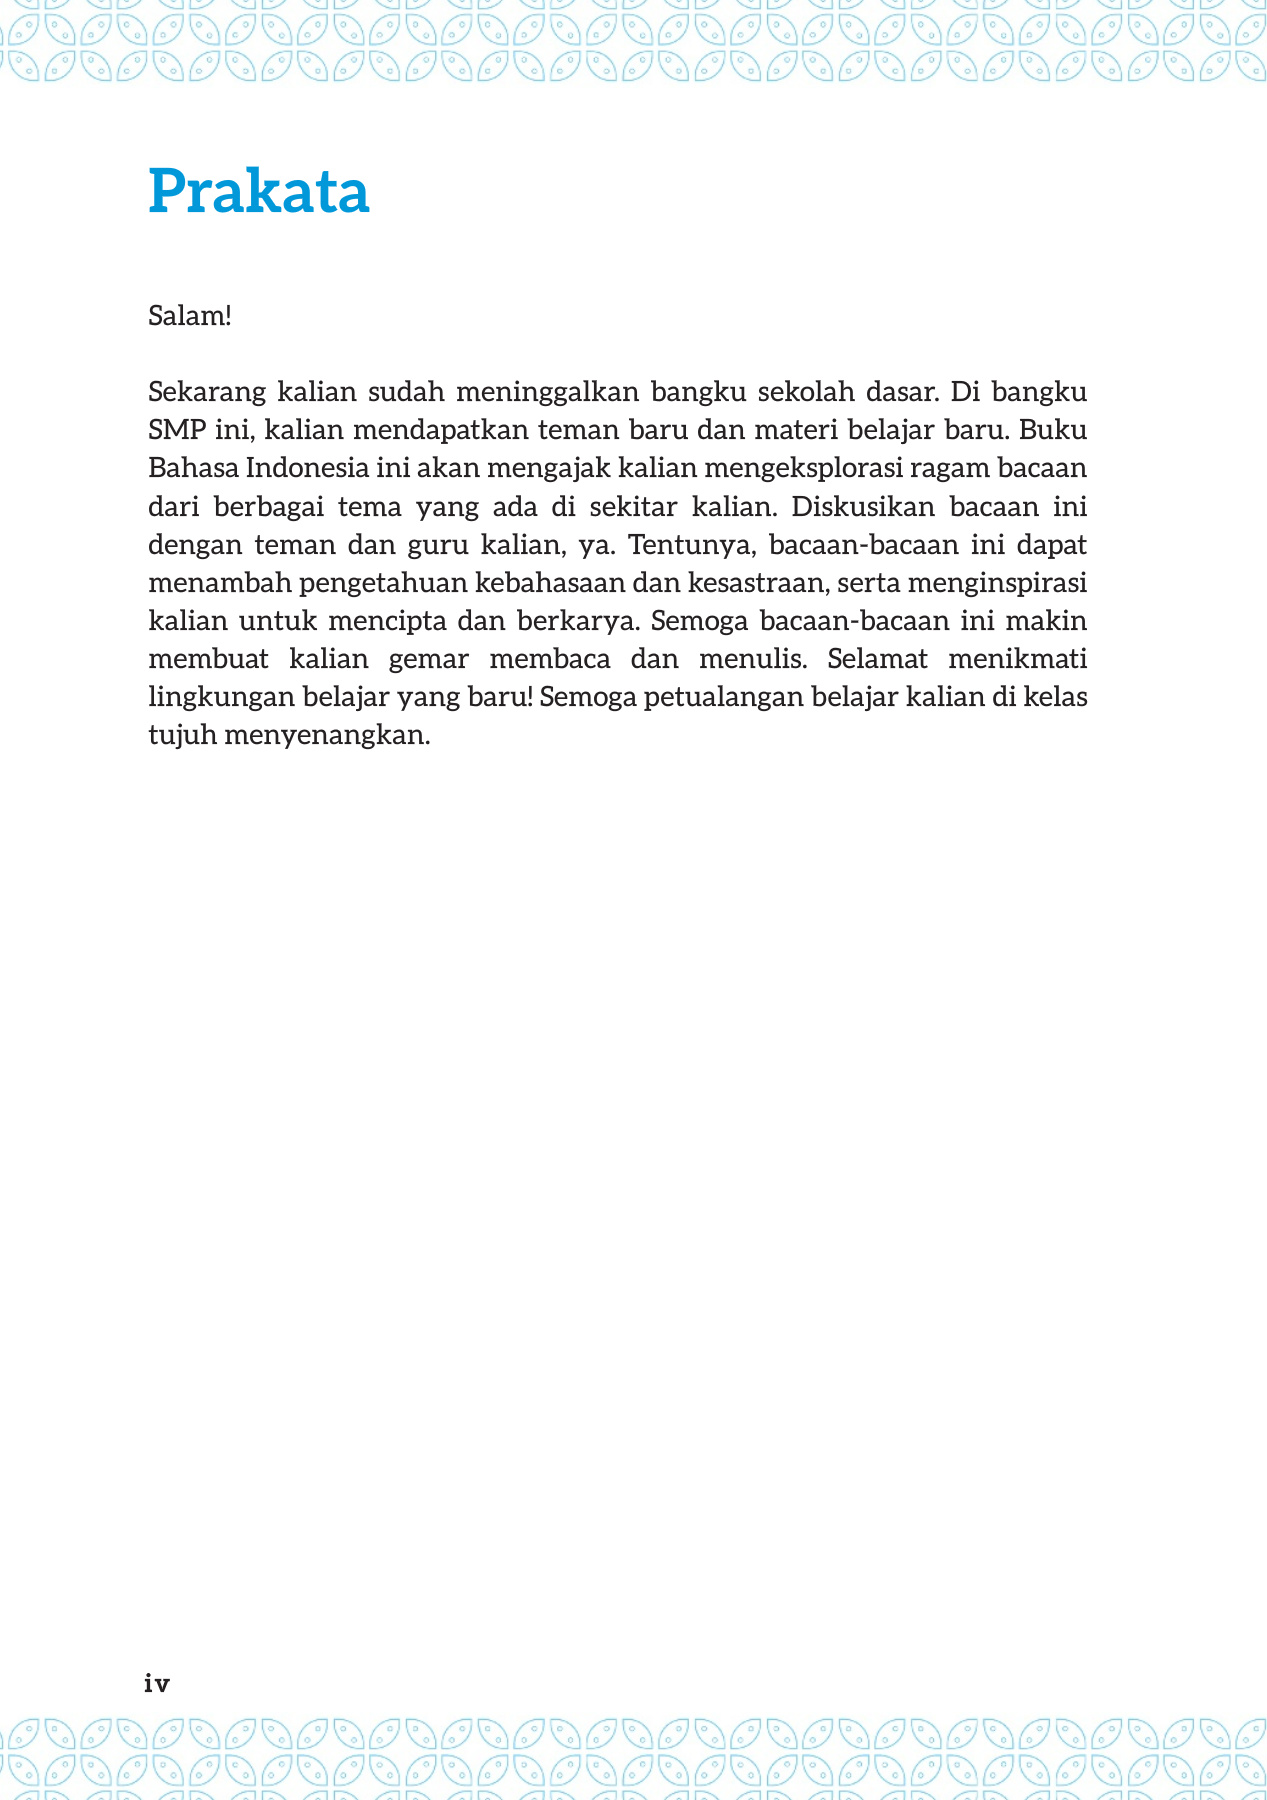 Prakata
Salam!
Sekarang kalian sudah meninggalkan bangku sekolah dasar. Di bangku
SMP ini, kalian mendapatkan teman baru dan materi belajar baru. Buku
Bahasa Indonesia ini akan mengajak kalian mengeksplorasi ragam bacaan
dari berbagai tema yang ada di sekitar kalian. Diskusikan bacaan ini
dengan teman dan guru kalian, ya. Tentunya, bacaan-bacaan ini dapat
menambah pengetahuan kebahasaan dan kesastraan, serta menginspirasi
kalian untuk mencipta dan berkarya. Semoga bacaan-bacaan ini makin
membuat kalian gemar membaca dan menulis. Selamat menikmati
lingkungan belajar yang baru! Semoga petualangan belajar kalian di kelas
tujuh menyenangkan.
iv